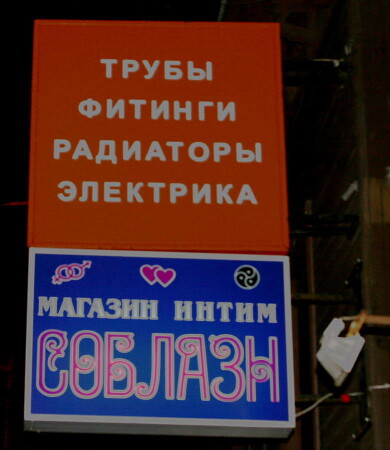 ТРУБЫ
ФИТИНГИ
РАДИАТОРЫ
ЭЛЕКТРИКА
МАГАЗИН ИНТИМ
СОБЛАЗН